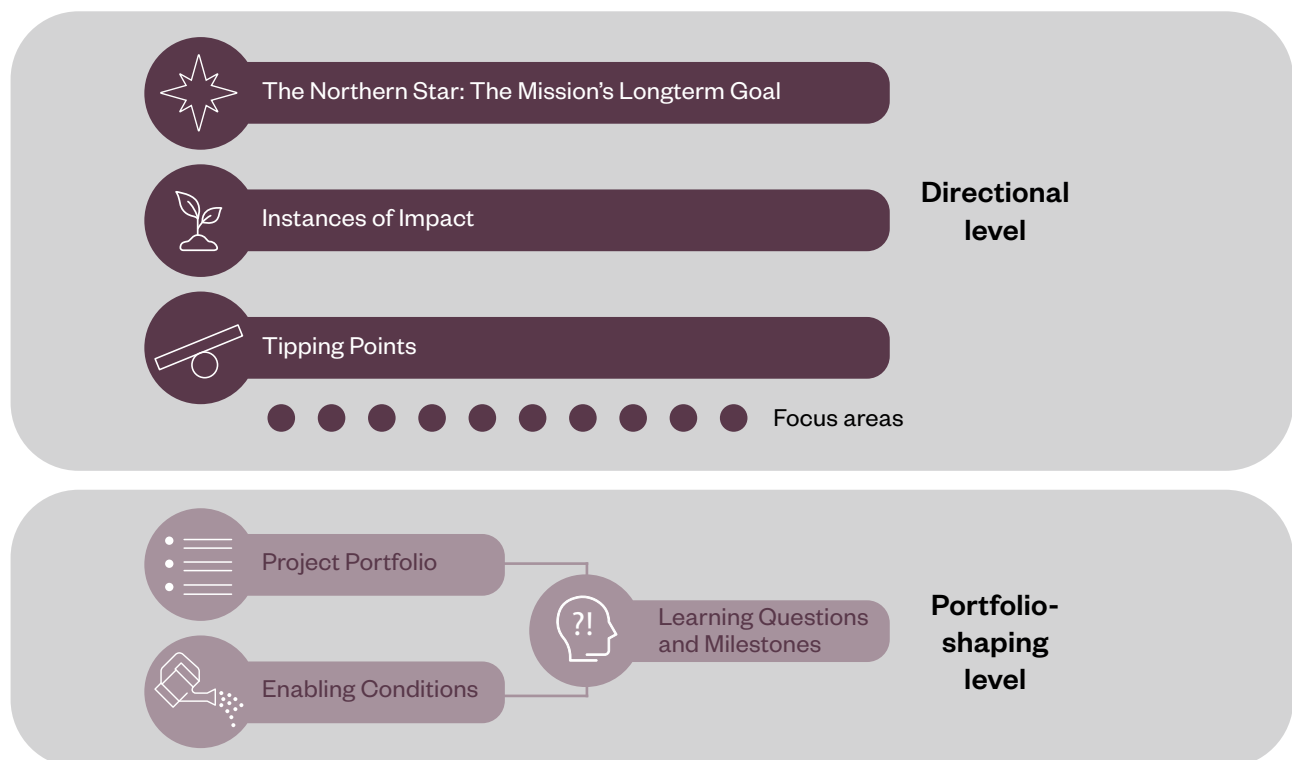 The Northern Star: The Mission's Longterm Goal
Instances of Impact
Directional
level
Tipping Points
Focus areas
Project Portfolio
?!
Learning Questions
and Milestones
Enabling Conditions
Portfolio-
shaping
level